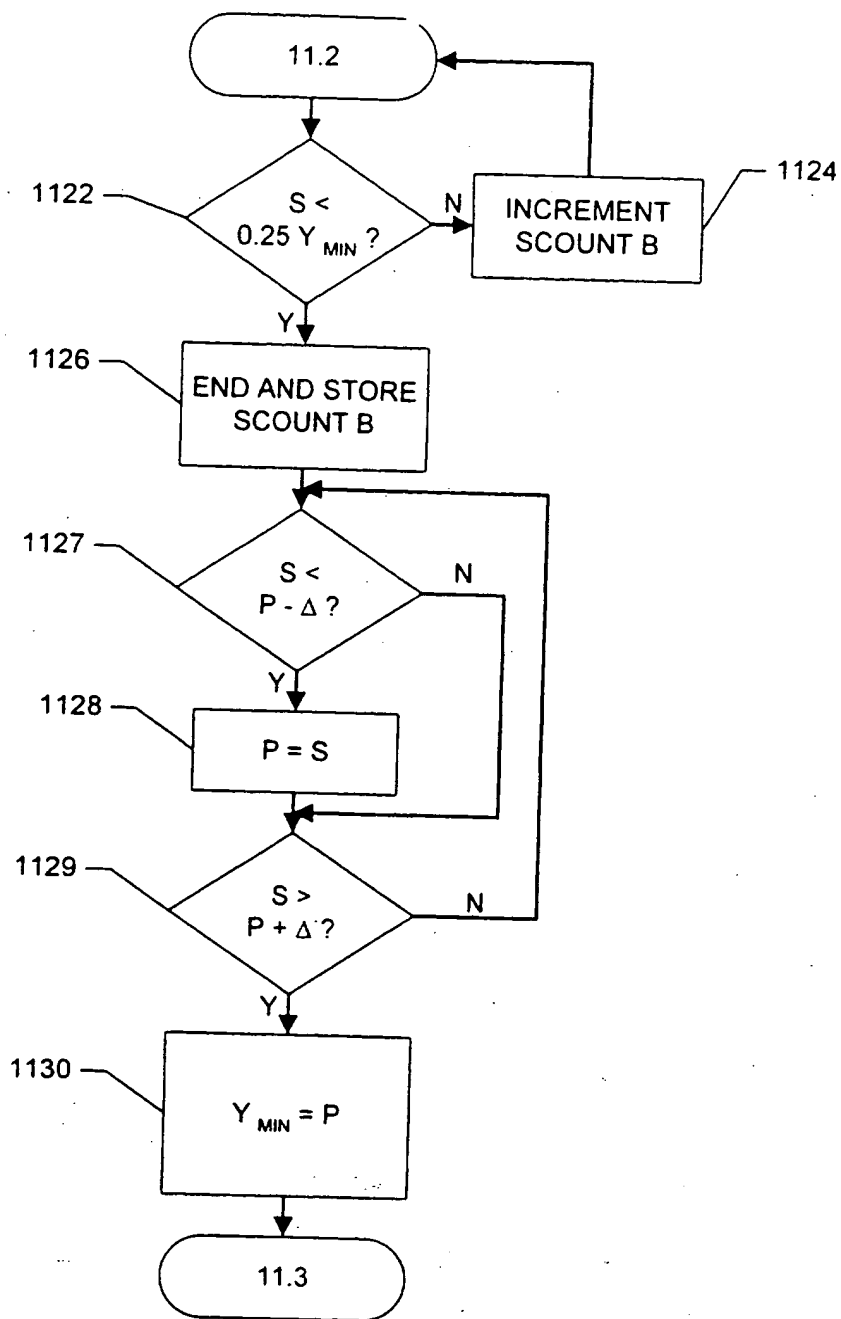 11.2
1122
S <
0.25 Y MIN ?
N
INCREMENT
SCOUNT B
1124
Y
1126
END AND STORE
SCOUNT B
1127
S <
P - Δ ?
N
Y
1128
P = S
1129
S >
P + Δ ?
N
Y
1130
Y MIN = P
11.3